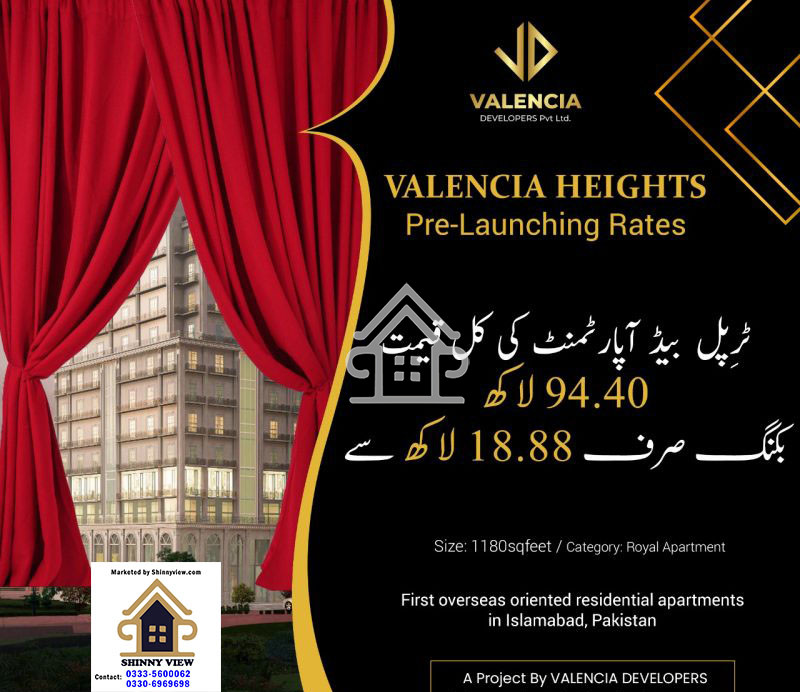 VALENCIA
DEVELOPERS Pvt Ltd.
VALENCIA HEIGHTS
Pre-Launching Rates
ٹرپل بیڈ آپارٹمنٹ کی کل قیمت
94.40 لاکھ
بکنگ صرف 18.88 لاکھ سے
Size: 1180sqfeet / Category: Royal Apartment
First overseas oriented residential apartments
in Islamabad, Pakistan
A Project By VALENCIA DEVELOPERS
Marketed by Shinnyview.com
SHINNY VIEW
Contact: 0333-5600062
0330-6969698